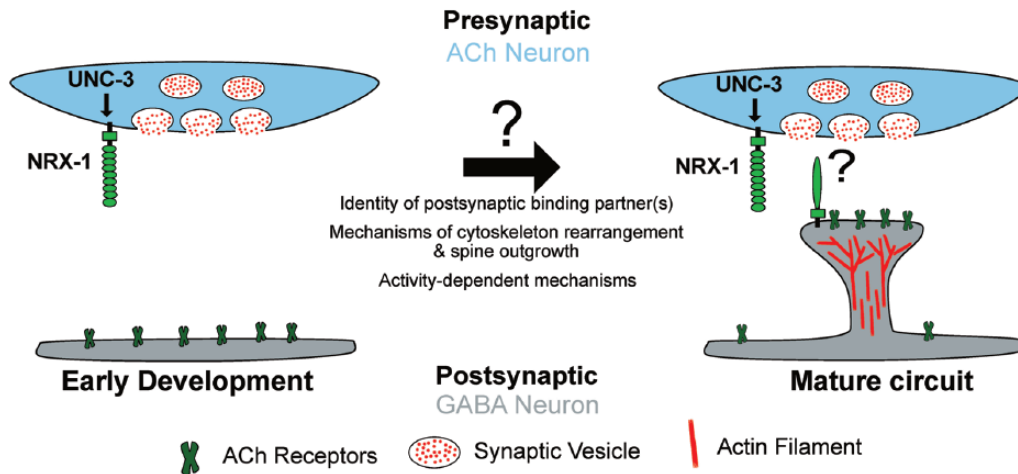 Presynaptic
ACh Neuron
UNC-3
NRX-1
?
Identity of postsynaptic binding partner(s)
Mechanisms of cytoskeleton rearrangement
& spine outgrowth
Activity-dependent mechanisms
UNC-3
NRX-1
?
Early Development
Postsynaptic
GABA Neuron
Mature circuit
ACh Receptors
Synaptic Vesicle
Actin Filament